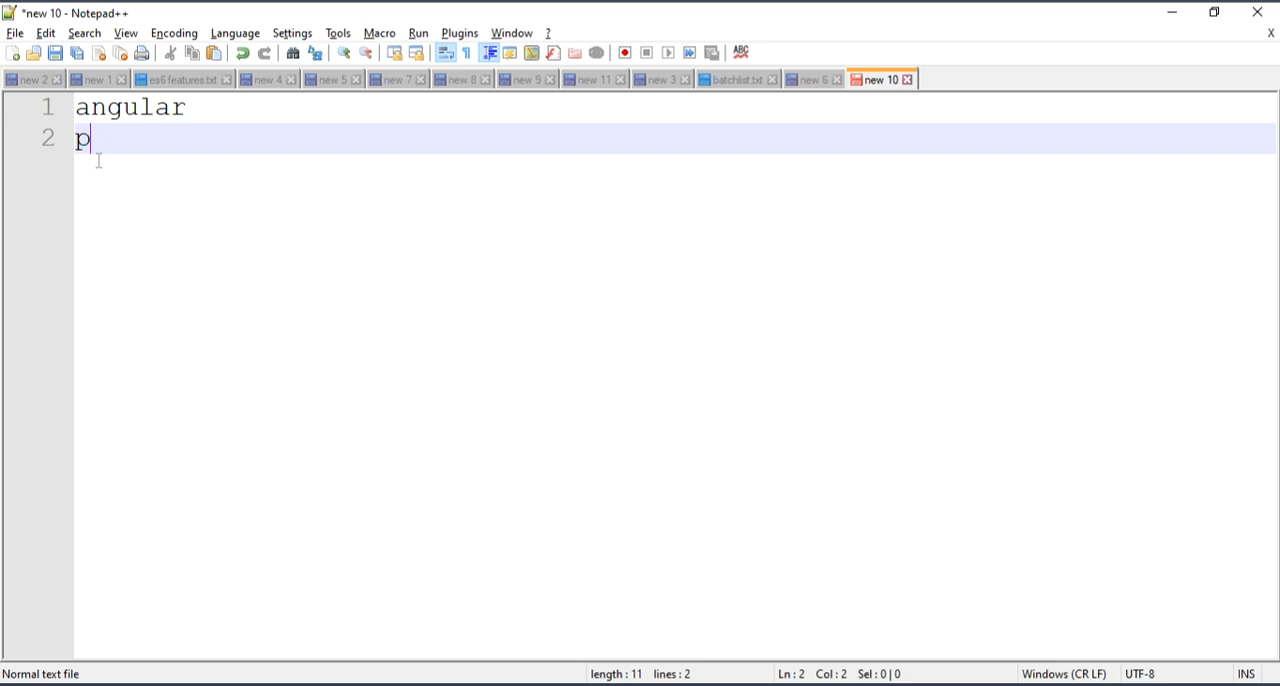 *new 10 - Notepad++
File Edit Search View Encoding Language Settings Tools Macro Run Plugins Window ? X
ABC
new 2 new 1 es6 features.txt new 4 new 5 new 7 new 8 new 9 new 11 new 3 batchlist.txt new 6 new 10
1 angular
2 p
Normal text file length : 11 lines : 2 Ln : 2 Col : 2 Sel : 0 | 0 Windows (CR LF) UTF-8 INS